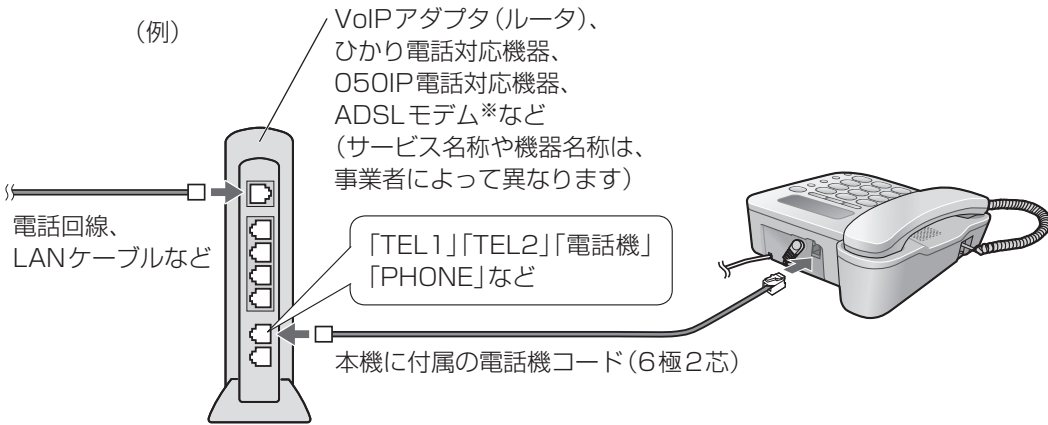 （例）
VoIPアダプタ（ルータ）、
ひかり電話対応機器、
050IP電話対応機器、
ADSLモデム※など
（サービス名称や機器名称は、
事業者によって異なります）
電話回線、
LANケーブルなど
「TEL1」「TEL2」「電話機」
「PHONE」など
本機に付属の電話機コード（6極2芯）